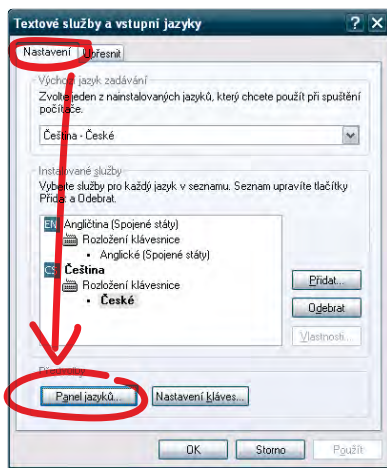 Textové služby a vstupní jazyky
Nastavení Upřesnit
Výchozí jazyk zadávání
Zvolte jeden z nainstalovaných jazyků, který chcete použít při spuštění
počítače.
Čeština - České
Instalované služby
Vyberte služby pro každý jazyk v seznamu. Seznam upravíte tlačítky
Přidat a Odebrat.
EN Angličtina (Spojené státy)
Rozložení klávesnice
• Anglické (Spojené státy)
CS Čeština
Rozložení klávesnice
• České
Přidat...
Odebrat
Vlastnosti...
Předvolby
Panel jazyků... Nastavení kláves...
OK Storno Použít